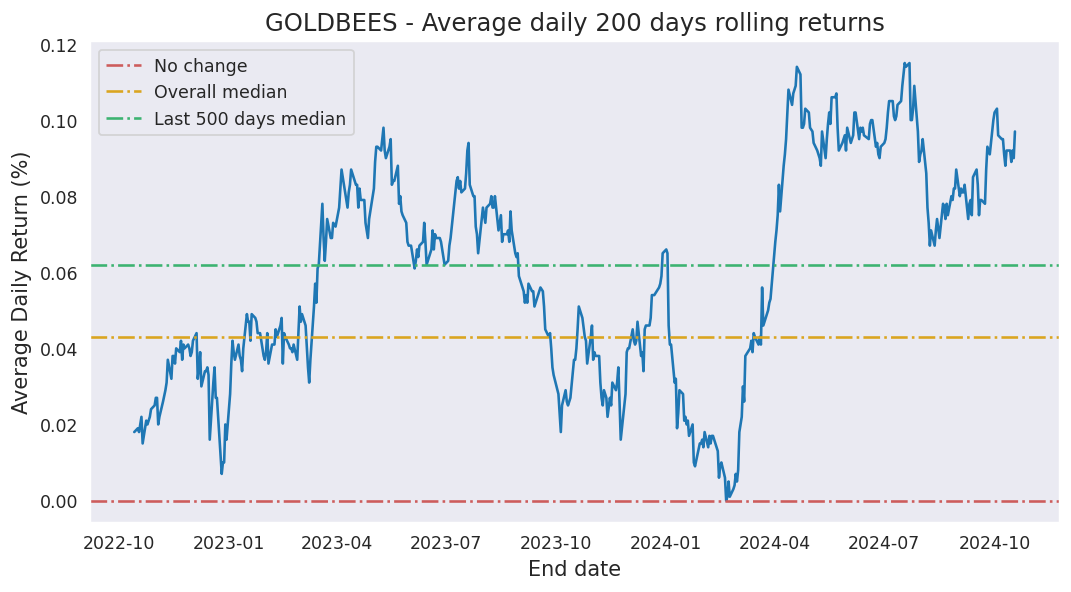 GOLDBEES - Average daily 200 days rolling returns
No change
Overall median
Last 500 days median
Average Daily Return (%)
0.12
0.10
0.08
0.06
0.04
0.02
0.00
2022-10 2023-01 2023-04 2023-07 2023-10 2024-01 2024-04 2024-07 2024-10
End date